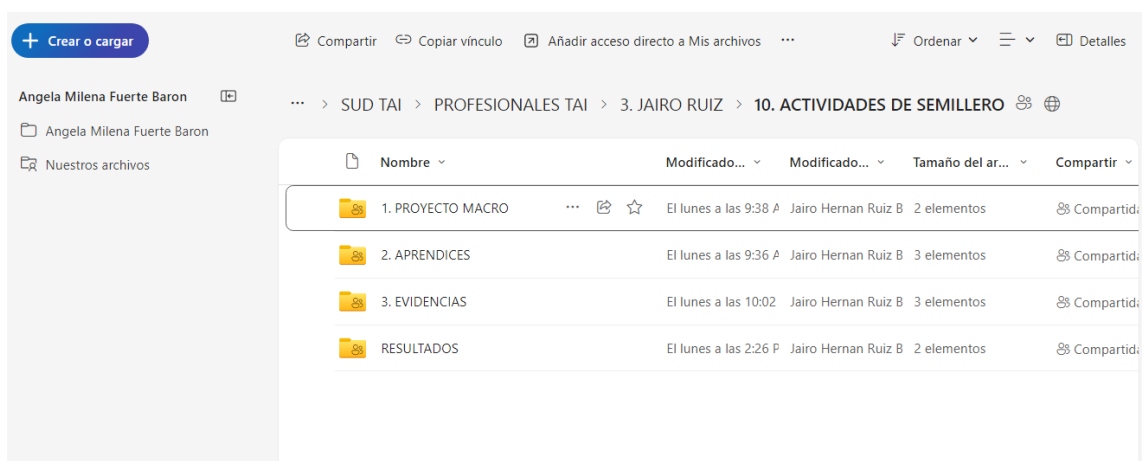 Crear o cargar
Compartir Copiar vínculo Añadir acceso directo a Mis archivos ... Ordenar Detalles
Angela Milena Fuerte Baron
Angela Milena Fuerte Baron
Nuestros archivos
... > SUD TAI > PROFESIONALES TAI > 3. JAIRO RUIZ > 10. ACTIVIDADES DE SEMILLERO
Nombre Modificado... Modificado... Tamaño del ar... Compartir
1. PROYECTO MACRO ... El lunes a las 9:38 A Jairo Hernan Ruiz B 2 elementos Compartida
2. APRENDICES El lunes a las 9:36 A Jairo Hernan Ruiz B 3 elementos Compartida
3. EVIDENCIAS El lunes a las 10:02 Jairo Hernan Ruiz B 3 elementos Compartida
RESULTADOS El lunes a las 2:26 P Jairo Hernan Ruiz B 2 elementos Compartida